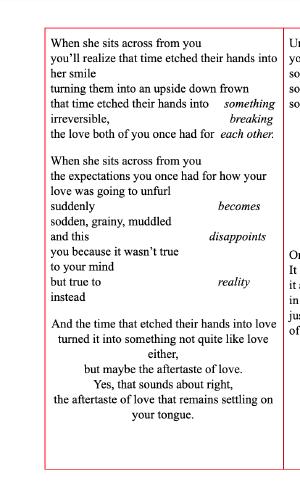 When she sits across from you
you'll realize that time etched their hands into
her smile
turning them into an upside down frown
that time etched their hands into something
irreversible, breaking
the love both of you once had for each other.
When she sits across from you
the expectations you once had for how your
love was going to unfurl
suddenly becomes
sodden, grainy, muddled
and this disappoints
you because it wasn't true
to your mind
but true to reality
instead
And the time that etched their hands into love
turned it into something not quite like love
either,
but maybe the aftertaste of love.
Yes, that sounds about right,
the aftertaste of love that remains settling on
your tongue.
so
so
so
It
it
in
of